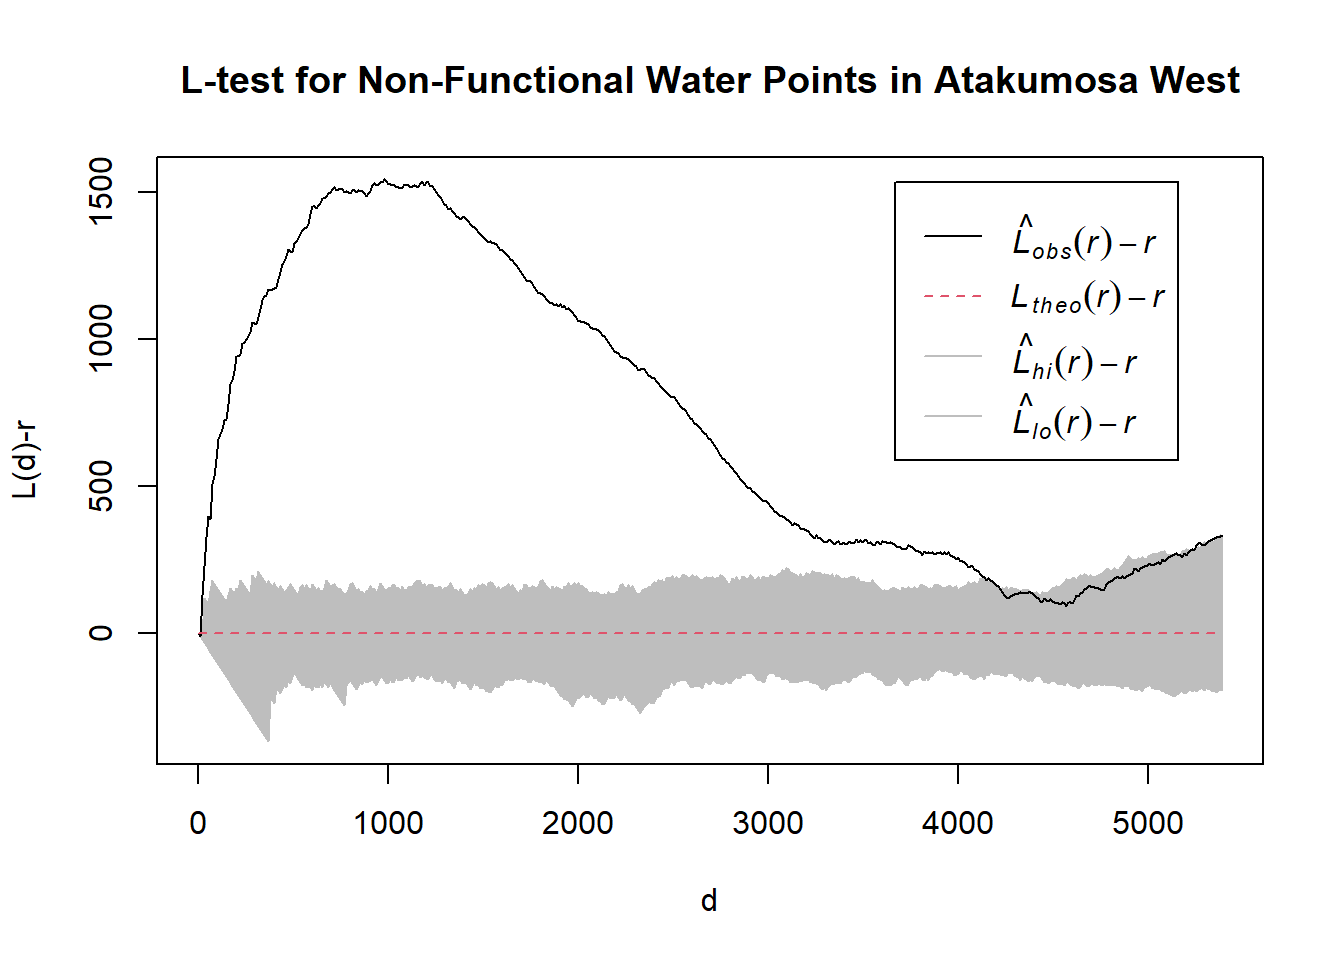 L-test for Non-Functional Water Points in Atakumosa West
L(d)-r
1500
1000
500
0
L̂obs(r) – r
Ltheo(r) – r
L̂hi(r) – r
L̂lo(r) – r
0 1000 2000 3000 4000 5000
d